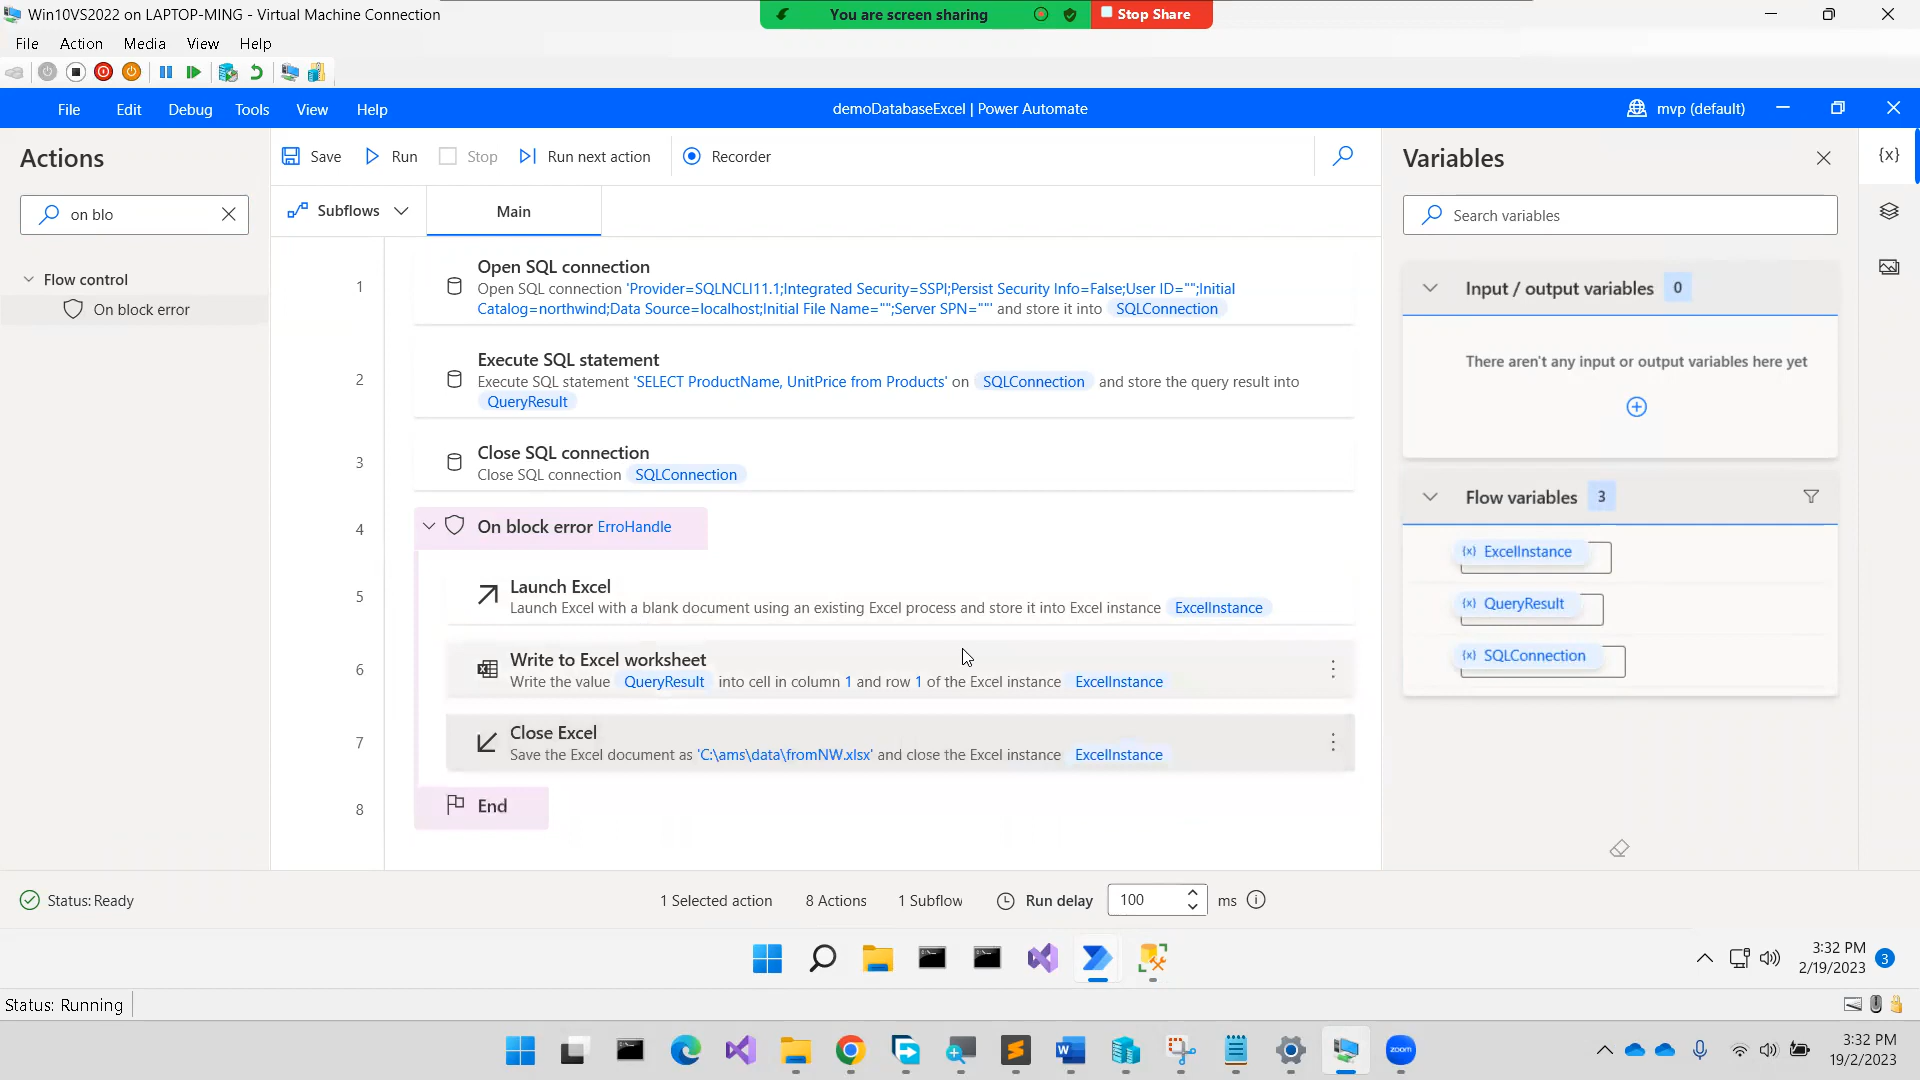 Win10VS2022 on LAPTOP-MING - Virtual Machine Connection
You are screen sharing
Stop Share
File Action Media View Help
File Edit Debug Tools View Help
demoDatabaseExcel | Power Automate
mvp (default)
Actions
on blo
Flow control
On block error
Save Run Stop Run next action Recorder
Subflows
Main
1
Open SQL connection
Open SQL connection 'Provider=SQLNCLI11.1;Integrated Security=SSPI;Persist Security Info=False;User ID="";Initial
Catalog=northwind;Data Source=localhost;Initial File Name="";Server SPN=""' and store it into SQLConnection
2
Execute SQL statement
Execute SQL statement 'SELECT ProductName, UnitPrice from Products' on SQLConnection and store the query result into
QueryResult
3
Close SQL connection
Close SQL connection SQLConnection
4
On block error ErroHandle
5
Launch Excel
Launch Excel with a blank document using an existing Excel process and store it into Excel instance ExcelInstance
6
Write to Excel worksheet
Write the value QueryResult into cell in column 1 and row 1 of the Excel instance ExcelInstance
7
Close Excel
Save the Excel document as 'C:\ams\data\fromNW.xlsx' and close the Excel instance ExcelInstance
8
End
Variables
{x}
Search variables
Input / output variables 0
There aren't any input or output variables here yet
Flow variables 3
{x} ExcelInstance
{x} QueryResult
{x} SQLConnection
Status: Ready
1 Selected action
8 Actions
1 Subflow
Run delay
100
ms
3:32 PM
2/19/2023
3
Status: Running
zoom
3:32 PM
19/2/2023